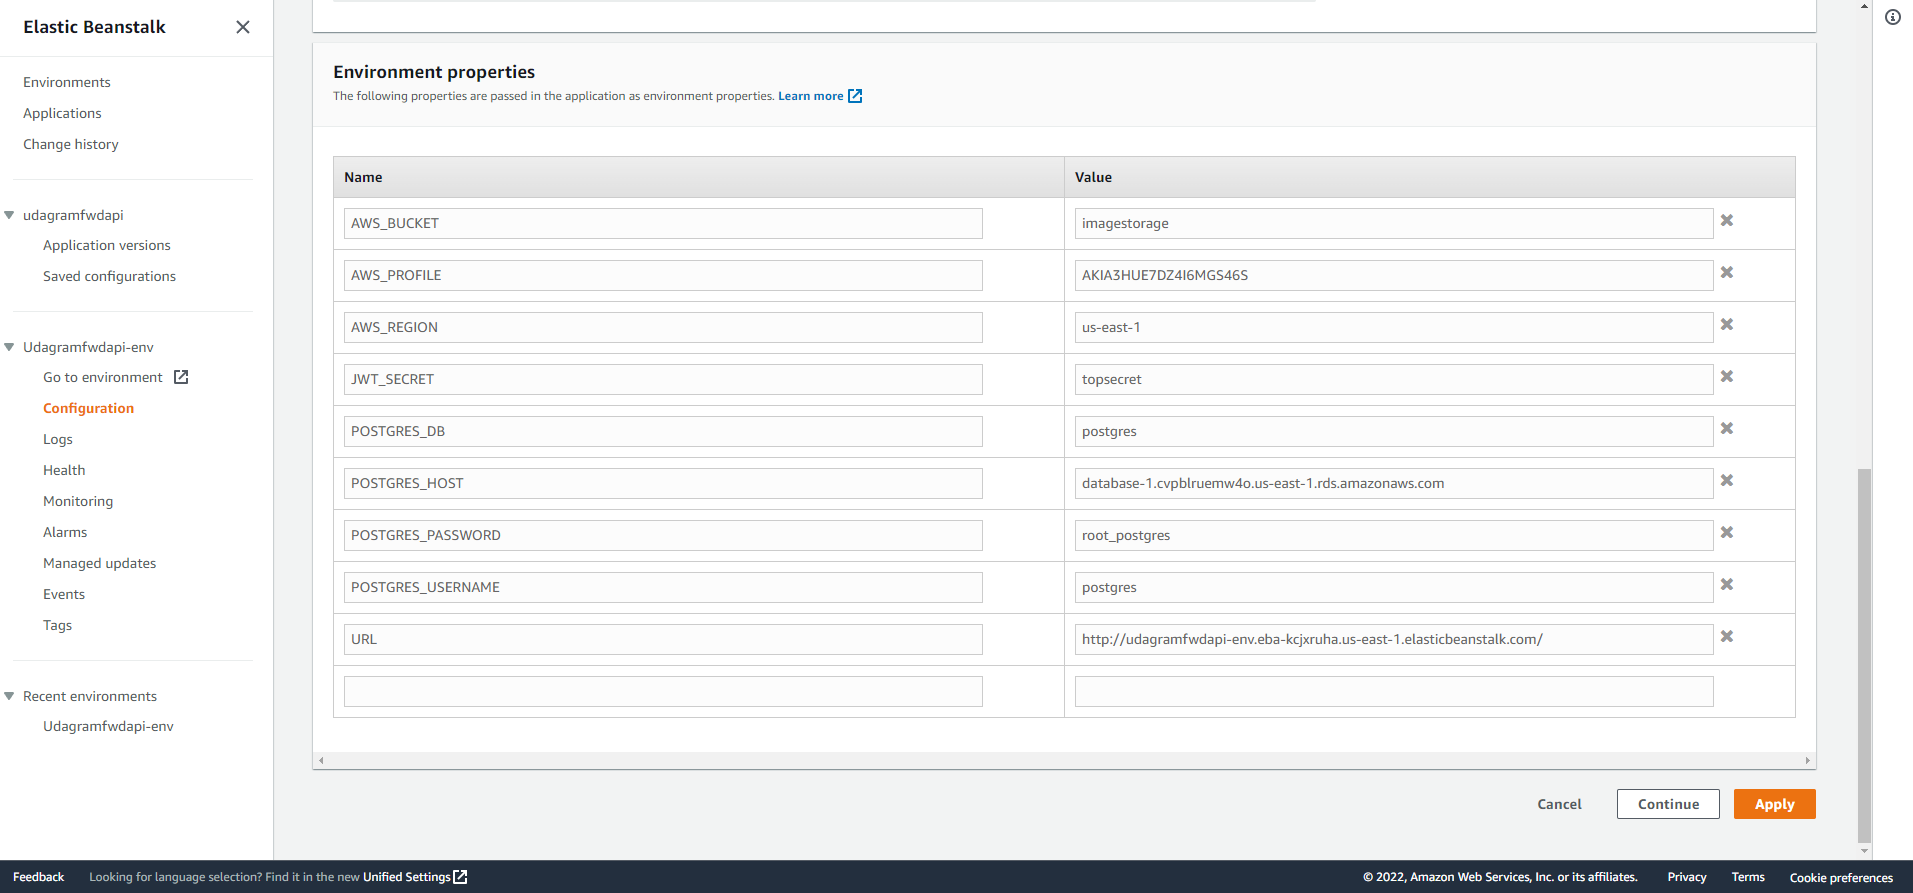 Elastic Beanstalk
Environments
Applications
Change history
udagramfwdapi
Application versions
Saved configurations
Udagramfwdapi-env
Go to environment
Configuration
Logs
Health
Monitoring
Alarms
Managed updates
Events
Tags
Recent environments
Udagramfwdapi-env
Environment properties
The following properties are passed in the application as environment properties. Learn more
Name Value
AWS_BUCKET imagestorage
AWS_PROFILE AKIA3HUE7DZ4I6MGS46S
AWS_REGION us-east-1
JWT_SECRET topsecret
POSTGRES_DB postgres
POSTGRES_HOST database-1.cvpblruemw4o.us-east-1.rds.amazonaws.com
POSTGRES_PASSWORD root_postgres
POSTGRES_USERNAME postgres
URL http://udagramfwdapi-env.eba-kcjxruha.us-east-1.elasticbeanstalk.com/
Cancel Continue Apply
Feedback Looking for language selection? Find it in the new Unified Settings © 2022, Amazon Web Services, Inc. or its affiliates. Privacy Terms Cookie preferences